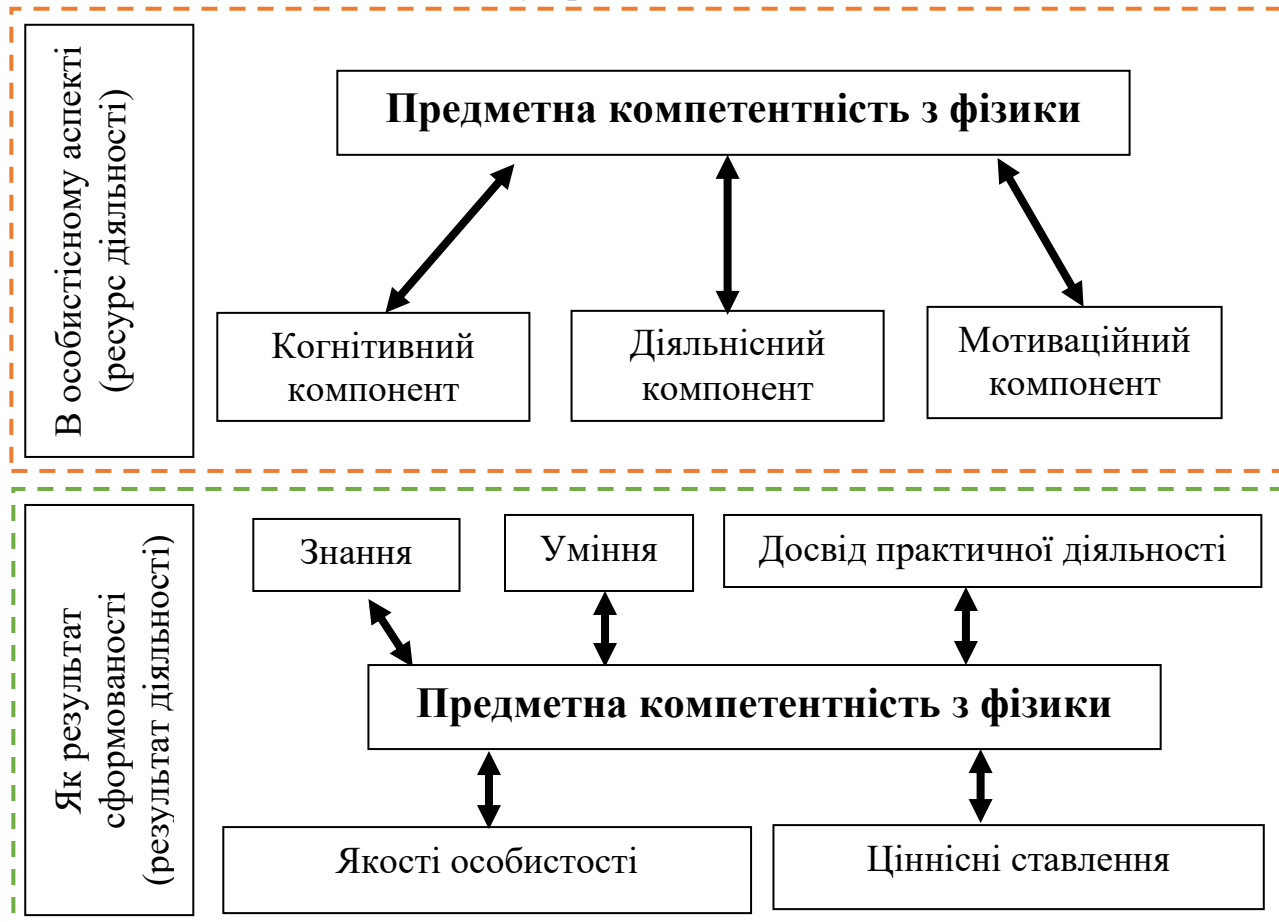 В особистісному аспекті
(ресурс діяльності)
Предметна компетентність з фізики
Когнітивний
компонент
Діяльнісний
компонент
Мотиваційний
компонент
Як результат
сформованості
(результат діяльності)
Знання
Уміння
Досвід практичної діяльності
Предметна компетентність з фізики
Якості особистості
Ціннісні ставлення